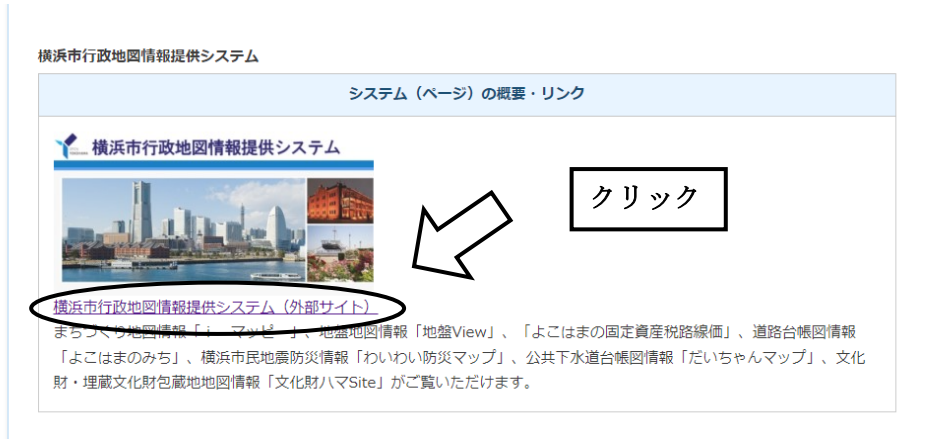 横浜市行政地図情報提供システム
システム（ページ）の概要・リンク
横浜市行政地図情報提供システム
クリック
横浜市行政地図情報提供システム（外部サイト）
まちづくり地図情報「ｉ－マッピー」、地盤地図情報「地盤View」、「よこはまの固定資産税路線価」、道路台帳図情報
「よこはまのみち」、横浜市民地震防災情報「わいわい防災マップ」、公共下水道台帳図情報「だいちゃんマップ」、文化
財・埋蔵文化財包蔵地地図情報「文化財ハマSite」がご覧いただけます。